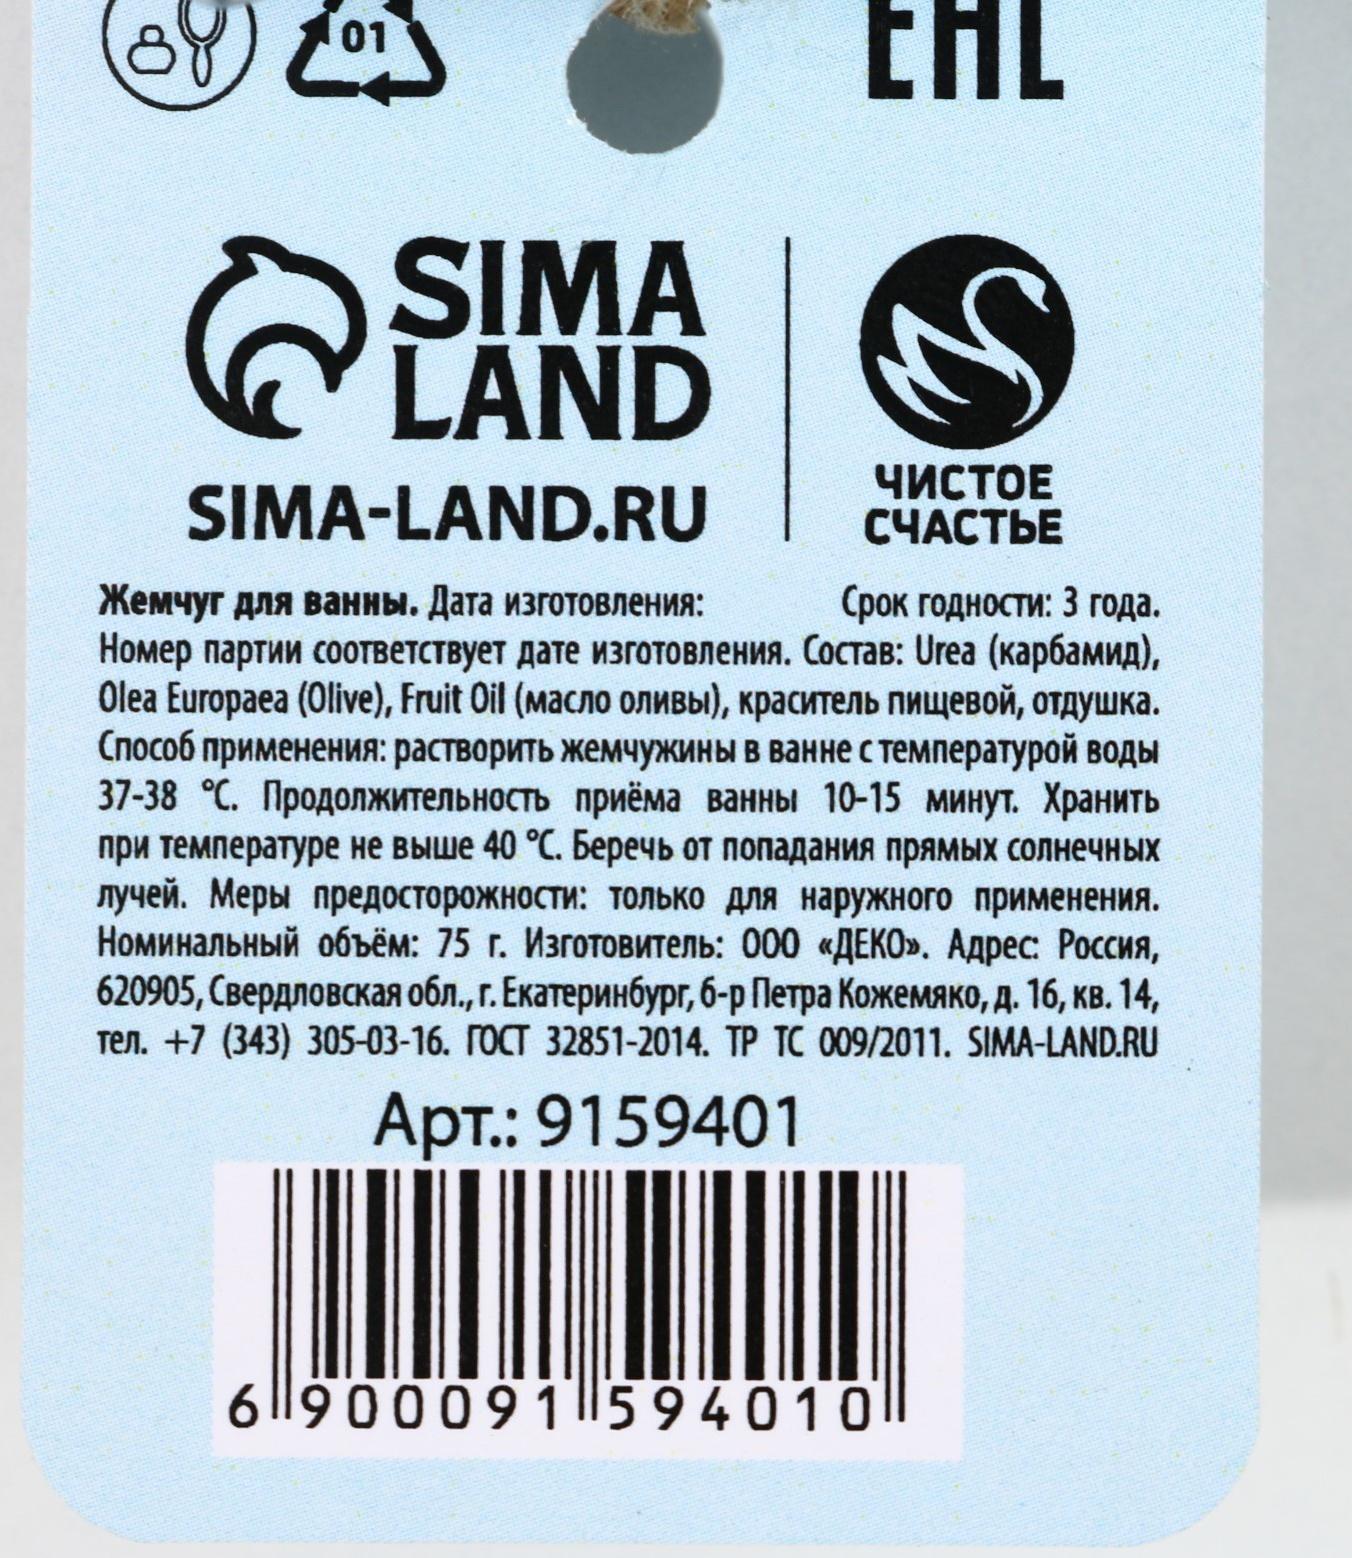 01
EAC
SIMA
LAND
SIMA-LAND.RU
ЧИСТОЕ
СЧАСТЬЕ
Жемчуг для ванны. Дата изготовления: Срок годности: 3 года.
Номер партии соответствует дате изготовления. Состав: Urea (карбамид),
Olea Europaea (Olive), Fruit Oil (масло оливы), краситель пищевой, отдушка.
Способ применения: растворить жемчужины в ванне с температурой воды
37-38 °C. Продолжительность приёма ванны 10-15 минут. Хранить
при температуре не выше 40 °C. Беречь от попадания прямых солнечных
лучей. Меры предосторожности: только для наружного применения.
Номинальный объём: 75 г. Изготовитель: ООО «ДЕКО». Адрес: Россия,
620905, Свердловская обл., г. Екатеринбург, б-р Петра Кожемяко, д. 16, кв. 14,
тел. +7 (343) 305-03-16. ГОСТ 32851-2014. ТР ТС 009/2011. SIMA-LAND.RU
Арт.: 9159401
6 900091 594010